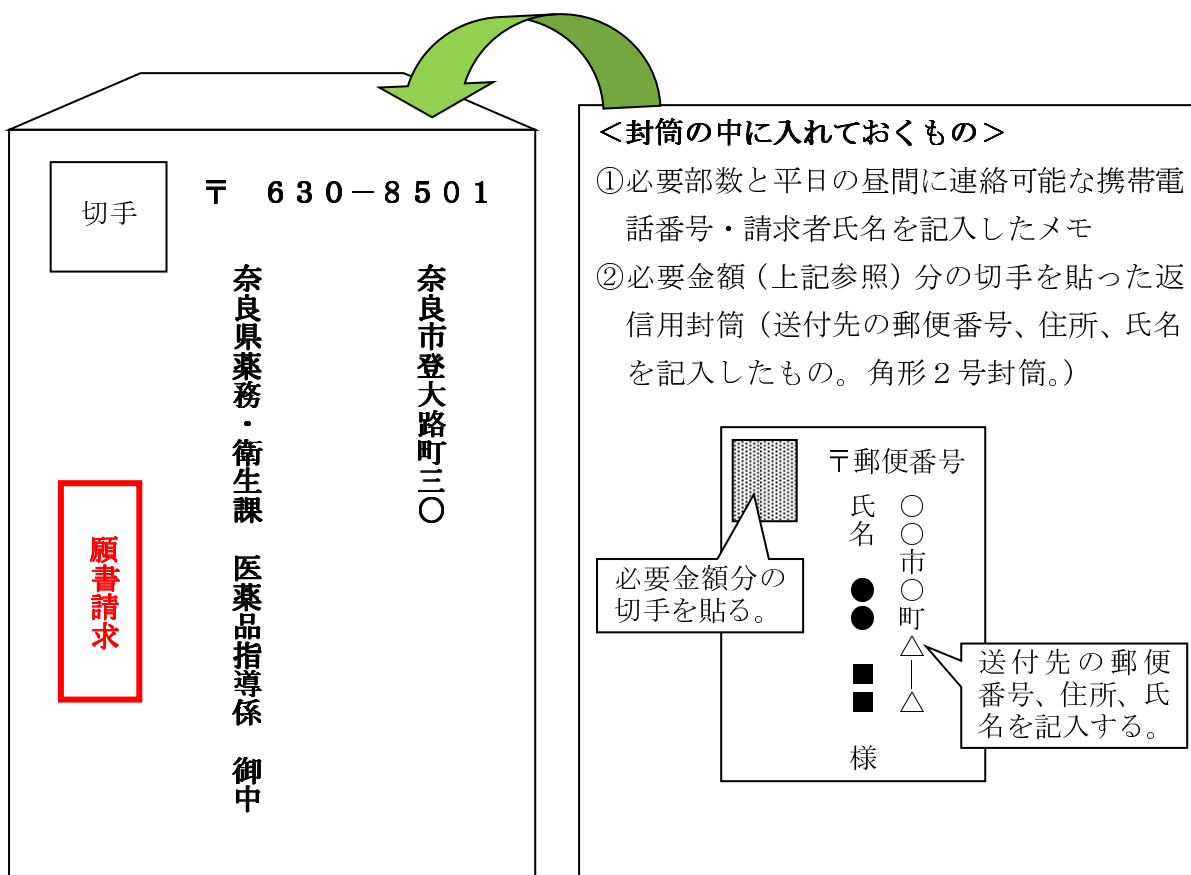 切手
〒 630-8501
奈良市登大路町三〇
奈良県薬務・衛生課 医薬品指導係 御中
願書請求
<封筒の中に入れておくもの>
①必要部数と平日の昼間に連絡可能な携帯電
話番号・請求者氏名を記入したメモ
②必要金額(上記参照)分の切手を貼った返
信用封筒(送付先の郵便番号、住所、氏名
を記入したもの。角形2号封筒。)
〒郵便番号
○○市○町△―△
氏名 ●● ■■ 様
必要金額分の
切手を貼る。
送付先の郵便
番号、住所、氏
名を記入する。